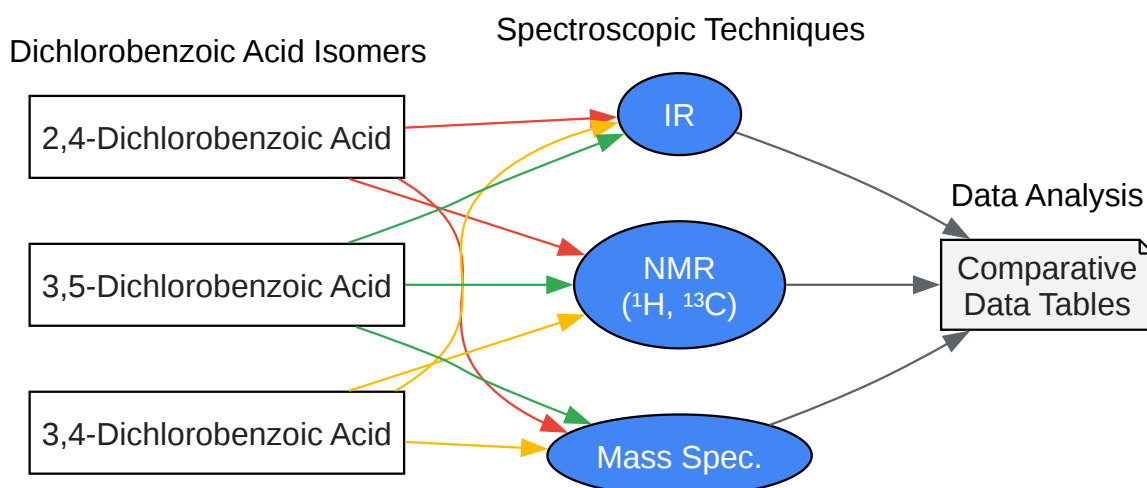 Dichlorobenzoic Acid Isomers
2,4-Dichlorobenzoic Acid
3,5-Dichlorobenzoic Acid
3,4-Dichlorobenzoic Acid
Spectroscopic Techniques
IR
NMR
(¹H, ¹³C)
Mass Spec.
Data Analysis
Comparative
Data Tables